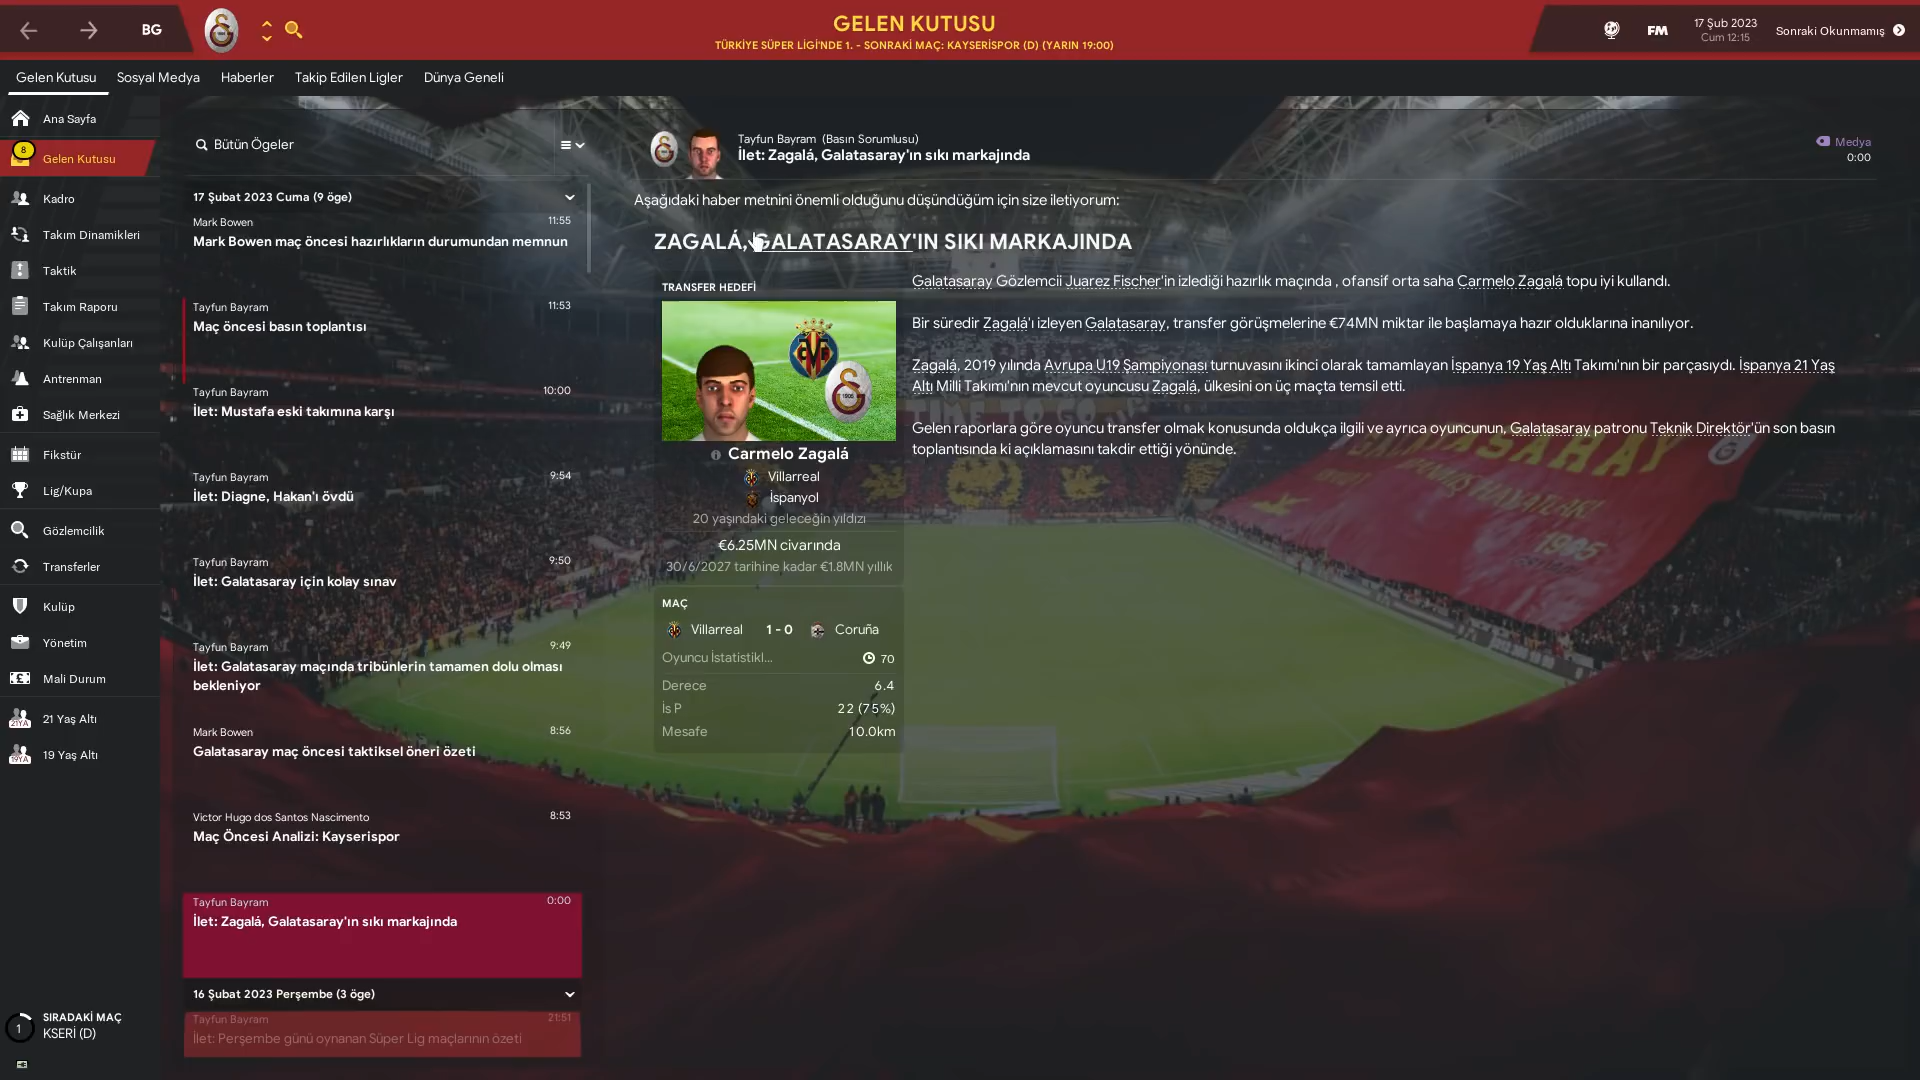 BG
GELEN KUTUSU
TÜRKİYE SÜPER LİGİ'NDE 1. - SONRAKİ MAÇ: KAYSERİSPOR (D) (YARIN 19:00)
FM
17 Şub 2023
Cum 12:15
Sonraki Okunmamış
Gelen Kutusu
Sosyal Medya
Haberler
Takip Edilen Ligler
Dünya Geneli
Ana Sayfa
8
Gelen Kutusu
Kadro
Takım Dinamikleri
Taktik
Takım Raporu
Kulüp Çalışanları
Antrenman
Sağlık Merkezi
Fikstür
Lig/Kupa
Gözlemcilik
Transferler
Kulüp
Yönetim
Mali Durum
21YA
21 Yaş Altı
19YA
19 Yaş Altı
1
SIRADAKİ MAÇ
KSERİ (D)
Bütün Ögeler
17 Şubat 2023 Cuma (9 öge)
Mark Bowen 11:55
Mark Bowen maç öncesi hazırlıkların durumundan memnun
Tayfun Bayram 11:53
Maç öncesi basın toplantısı
Tayfun Bayram 10:00
İlet: Mustafa eski takımına karşı
Tayfun Bayram 9:54
İlet: Diagne, Hakan'ı övdü
Tayfun Bayram 9:50
İlet: Galatasaray için kolay sınav
Tayfun Bayram 9:49
İlet: Galatasaray maçında tribünlerin tamamen dolu olması
bekleniyor
Mark Bowen 8:56
Galatasaray maç öncesi taktiksel öneri özeti
Victor Hugo dos Santos Nascimento 8:53
Maç Öncesi Analizi: Kayserispor
Tayfun Bayram 0:00
İlet: Zagalá, Galatasaray'ın sıkı markajında
16 Şubat 2023 Perşembe (3 öge)
Tayfun Bayram 21:51
İlet: Perşembe günü oynanan Süper Lig maçlarının özeti
Tayfun Bayram (Basın Sorumlusu)
İlet: Zagalá, Galatasaray'ın sıkı markajında
Medya
0:00
Aşağıdaki haber metnini önemli olduğunu düşündüğüm için size iletiyorum:
ZAGALÁ, GALATASARAY'IN SIKI MARKAJINDA
TRANSFER HEDEFİ
Carmelo Zagalá
Villarreal
İspanyol
20 yaşındaki geleceğin yıldızı
€6.25MN civarında
30/6/2027 tarihine kadar €1.8MN yıllık
MAÇ
Villarreal 1 - 0 Coruña
Oyuncu İstatistikl... 70
Derece 6.4
İs P 22 (75%)
Mesafe 10.0km
Galatasaray Gözlemcii Juarez Fischer'in izlediği hazırlık maçında , ofansif orta saha Carmelo Zagalá topu iyi kullandı.
Bir süredir Zagalá'ı izleyen Galatasaray, transfer görüşmelerine €74MN miktar ile başlamaya hazır olduklarına inanılıyor.
Zagalá, 2019 yılında Avrupa U19 Şampiyonası turnuvasını ikinci olarak tamamlayan İspanya 19 Yaş Altı Takımı'nın bir parçasıydı. İspanya 21 Yaş
Altı Milli Takımı'nın mevcut oyuncusu Zagalá, ülkesini on üç maçta temsil etti.
Gelen raporlara göre oyuncu transfer olmak konusunda oldukça ilgili ve ayrıca oyuncunun, Galatasaray patronu Teknik Direktör'ün son basın
toplantısında ki açıklamasını takdir ettiği yönünde.
TIME TO GO
1905